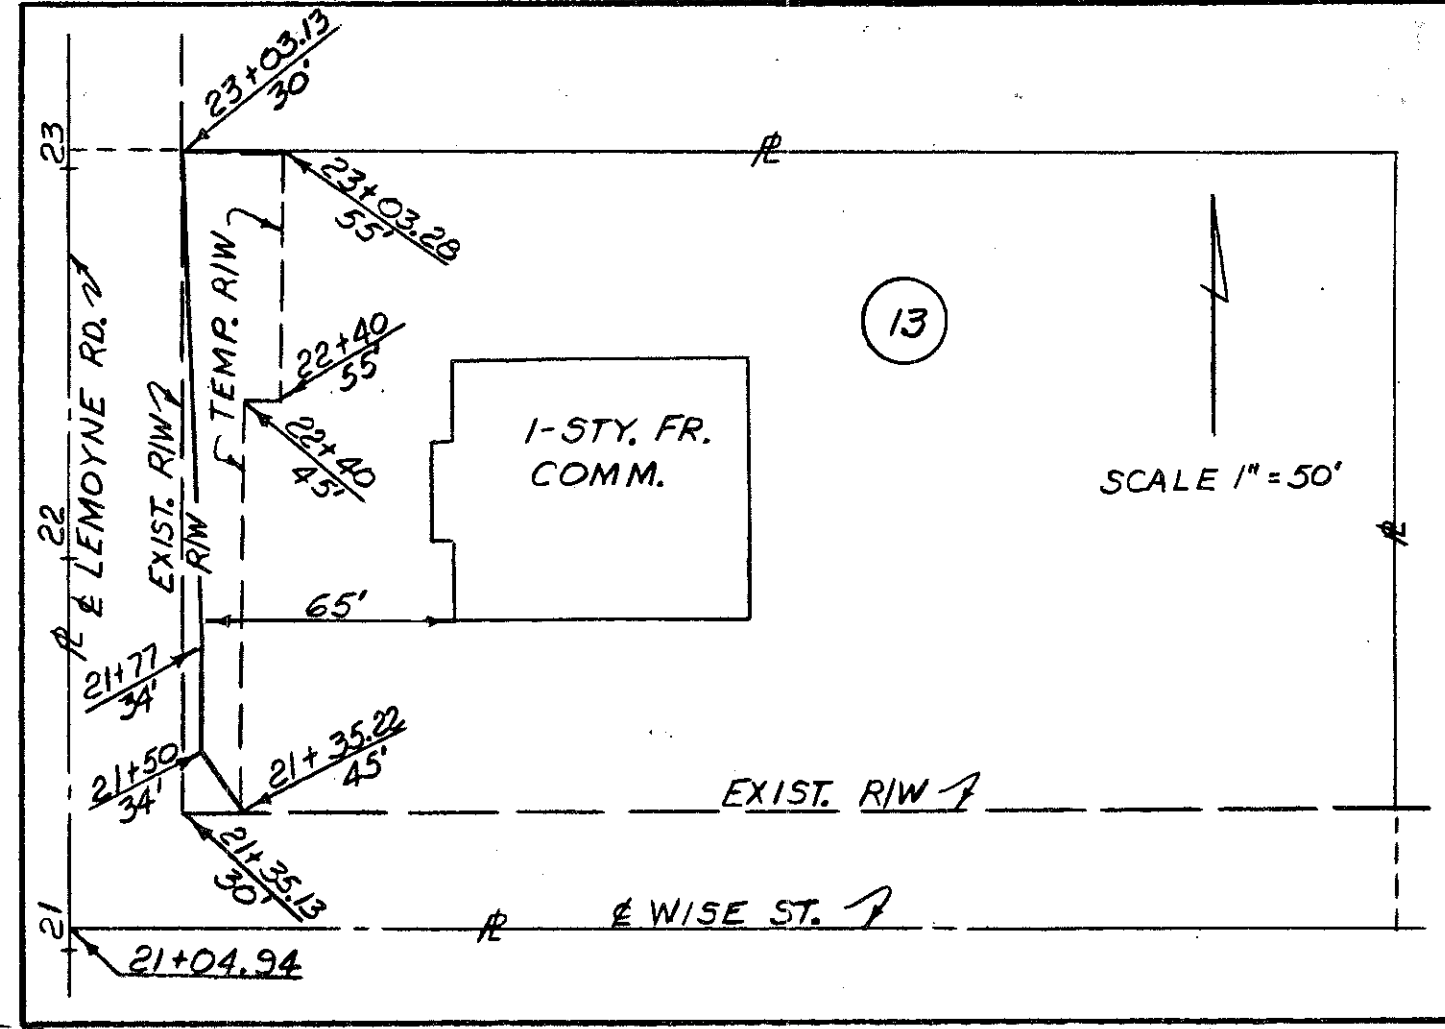 23+03.13
30'
23
℄ LEMOYNE RD.
EXIST. R/W
R/W
TEMP. R/W
23+03.28
55'
22+40
55'
22+40
45'
22
℄
13
1-STY. FR.
COMM.
SCALE 1"=50'
65'
21+77
34'
21+50
34'
21+35.22
45'
21+35.13
30'
EXIST. R/W
℄ WISE ST.
21
21+04.94